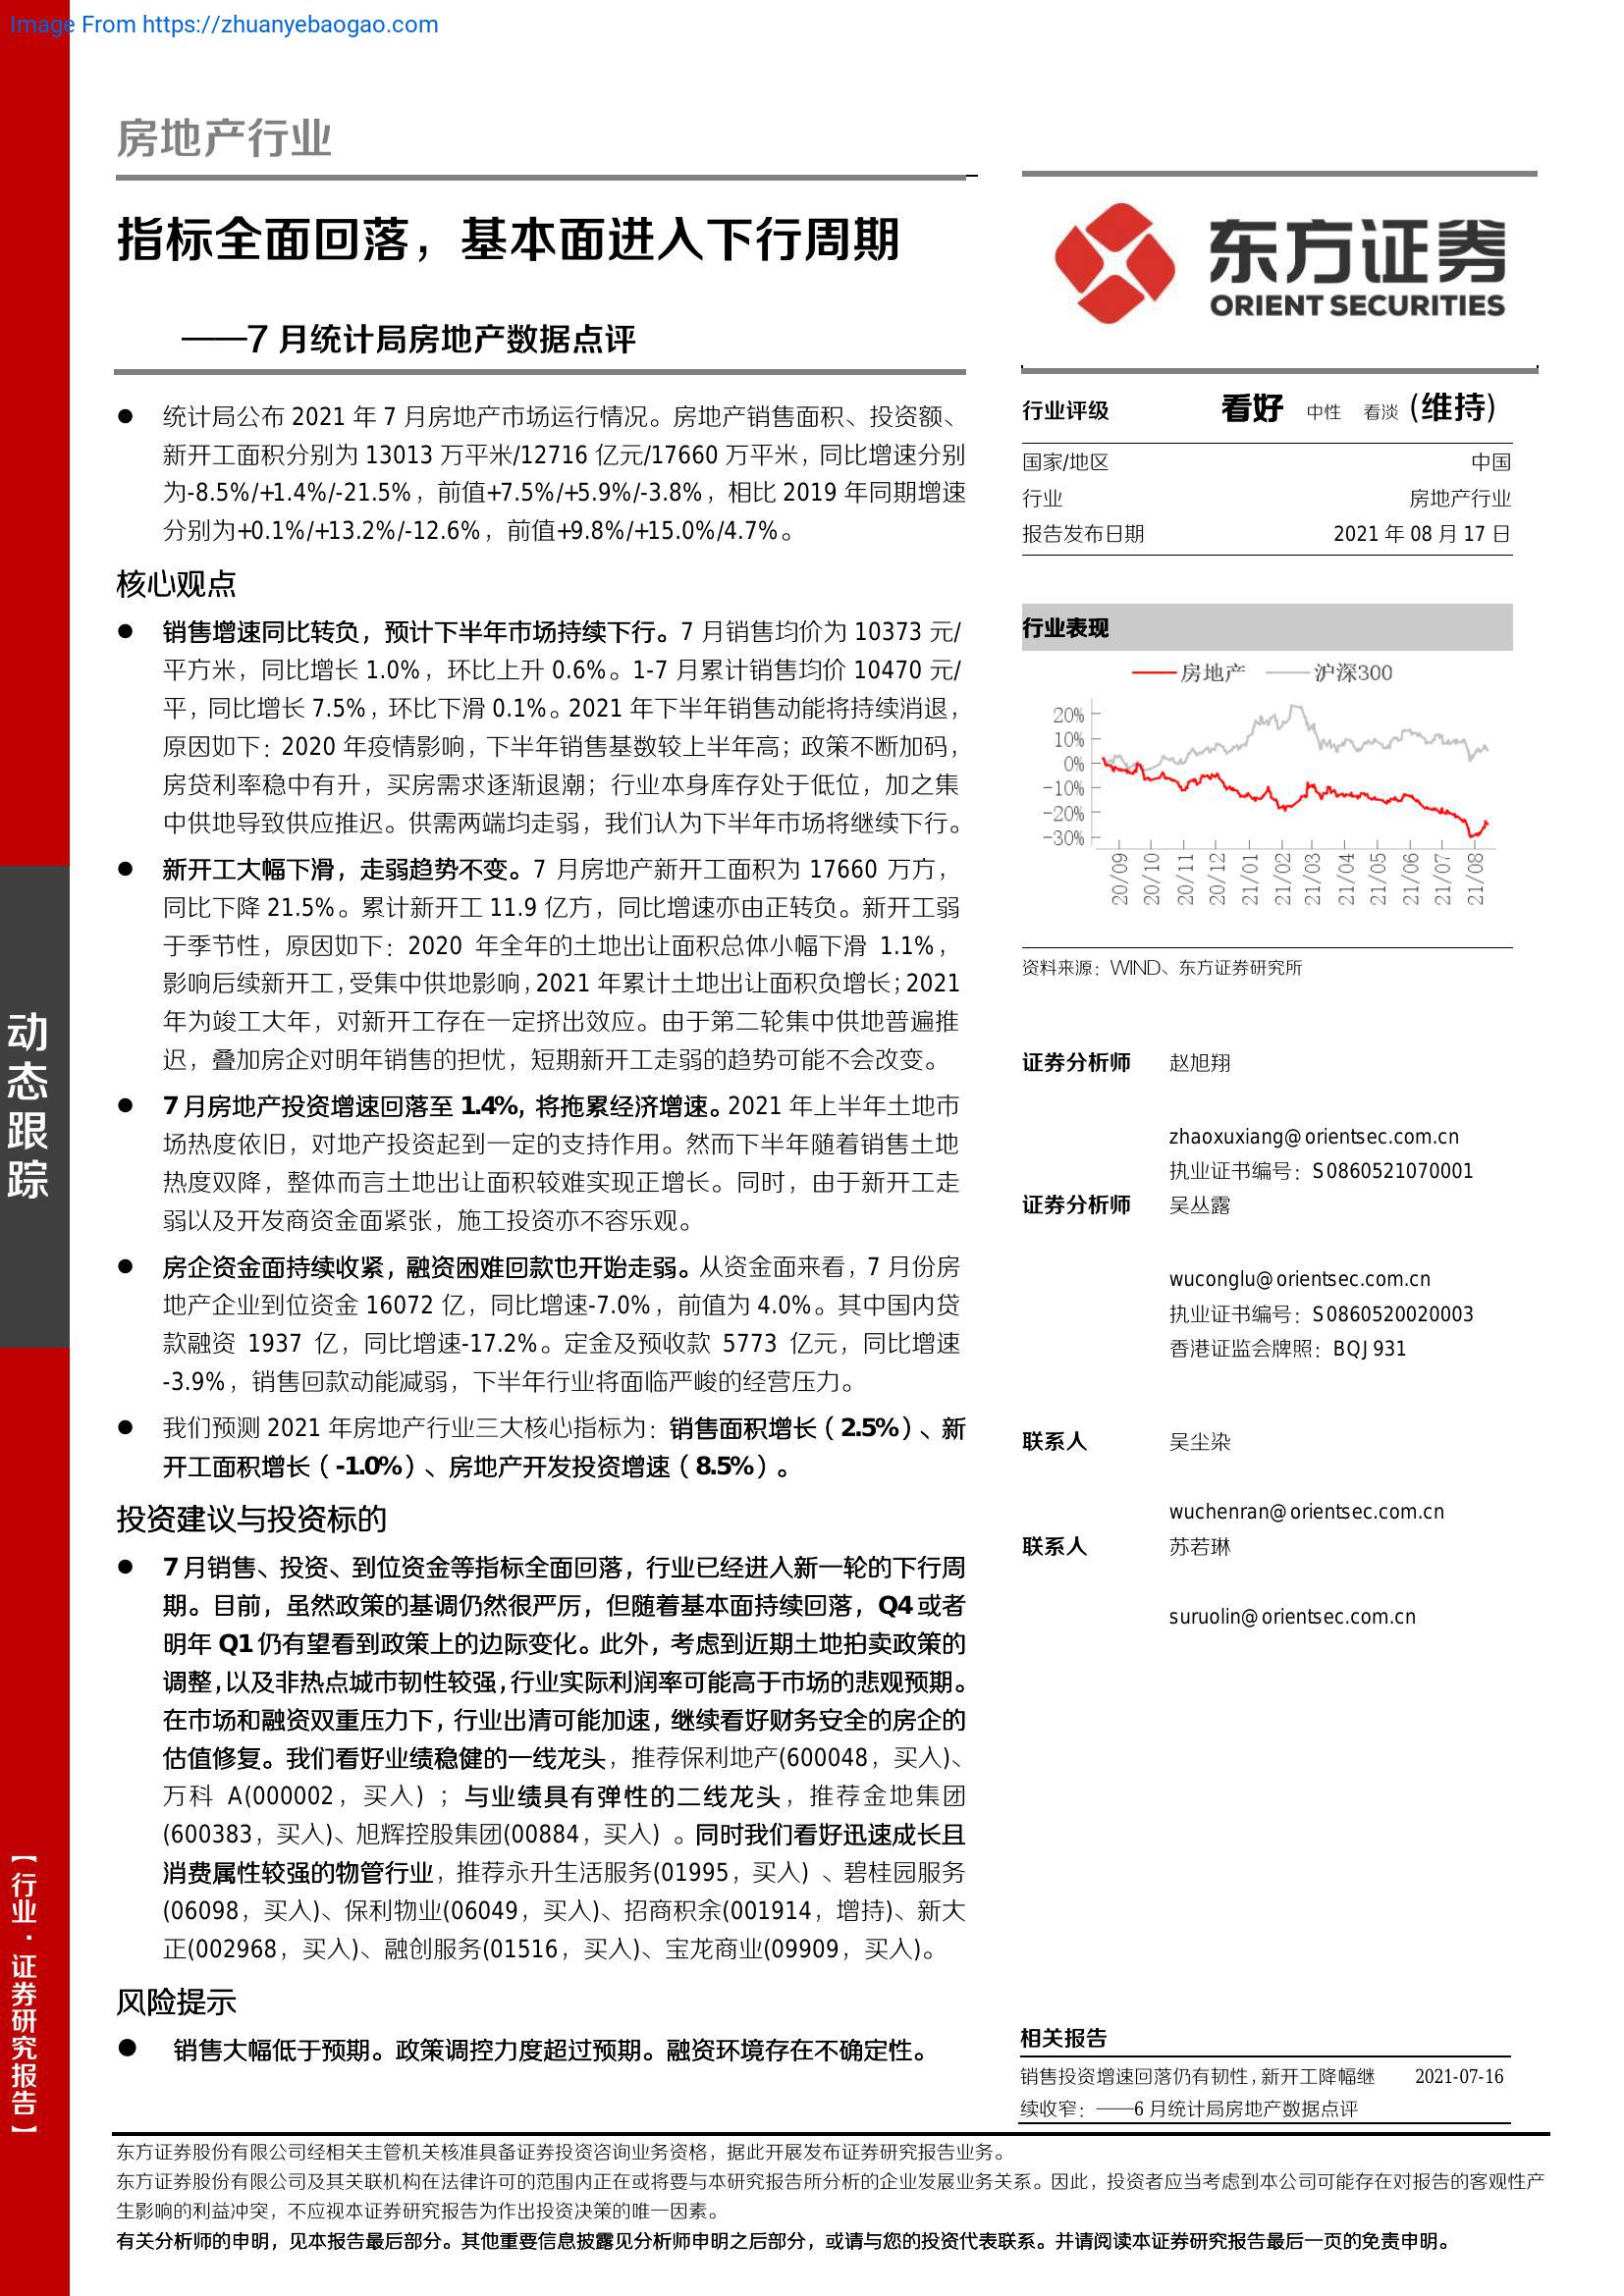 Image From https://zhuanyebaogao.com
房地产行业
指标全面回落，基本面进入下行周期
——7 月统计局房地产数据点评
● 统计局公布 2021 年 7 月房地产市场运行情况。房地产销售面积、投资额、
新开工面积分别为 13013 万平米/12716 亿元/17660 万平米，同比增速分别
为-8.5%/+1.4%/-21.5%，前值+7.5%/+5.9%/-3.8%，相比 2019 年同期增速
分别为+0.1%/+13.2%/-12.6%，前值+9.8%/+15.0%/4.7%。
核心观点
● 销售增速同比转负，预计下半年市场持续下行。7 月销售均价为 10373 元/
平方米，同比增长 1.0%，环比上升 0.6%。1-7 月累计销售均价 10470 元/
平，同比增长 7.5%，环比下滑 0.1%。2021 年下半年销售动能将持续消退，
原因如下：2020 年疫情影响，下半年销售基数较上半年高；政策不断加码，
房贷利率稳中有升，买房需求逐渐退潮；行业本身库存处于低位，加之集
中供地导致供应推迟。供需两端均走弱，我们认为下半年市场将继续下行。
● 新开工大幅下滑，走弱趋势不变。7 月房地产新开工面积为 17660 万方，
同比下降 21.5%。累计新开工 11.9 亿方，同比增速亦由正转负。新开工弱
于季节性，原因如下：2020 年全年的土地出让面积总体小幅下滑 1.1%，
影响后续新开工，受集中供地影响，2021 年累计土地出让面积负增长；2021
年为竣工大年，对新开工存在一定挤出效应。由于第二轮集中供地普遍推
迟，叠加房企对明年销售的担忧，短期新开工走弱的趋势可能不会改变。
● 7 月房地产投资增速回落至 1.4%，将拖累经济增速。2021 年上半年土地市
场热度依旧，对地产投资起到一定的支持作用。然而下半年随着销售土地
热度双降，整体而言土地出让面积较难实现正增长。同时，由于新开工走
弱以及开发商资金面紧张，施工投资亦不容乐观。
● 房企资金面持续收紧，融资困难回款也开始走弱。从资金面来看，7 月份房
地产企业到位资金 16072 亿，同比增速-7.0%，前值为 4.0%。其中国内贷
款融资 1937 亿，同比增速-17.2%。定金及预收款 5773 亿元，同比增速
-3.9%，销售回款动能减弱，下半年行业将面临严峻的经营压力。
● 我们预测 2021 年房地产行业三大核心指标为：销售面积增长（2.5%）、新
开工面积增长（-1.0%）、房地产开发投资增速（8.5%）。
投资建议与投资标的
● 7 月销售、投资、到位资金等指标全面回落，行业已经进入新一轮的下行周
期。目前，虽然政策的基调仍然很严厉，但随着基本面持续回落，Q4 或者
明年 Q1 仍有望看到政策上的边际变化。此外，考虑到近期土地拍卖政策的
调整，以及非热点城市韧性较强，行业实际利润率可能高于市场的悲观预期。
在市场和融资双重压力下，行业出清可能加速，继续看好财务安全的房企的
估值修复。我们看好业绩稳健的一线龙头，推荐保利地产(600048，买入)、
万科 A(000002，买入)；与业绩具有弹性的二线龙头，推荐金地集团
(600383，买入)、旭辉控股集团(00884，买入)。同时我们看好迅速成长且
消费属性较强的物管行业，推荐永升生活服务(01995，买入)、碧桂园服务
(06098，买入)、保利物业(06049，买入)、招商积余(001914，增持)、新大
正(002968，买入)、融创服务(01516，买入)、宝龙商业(09909，买入)。
风险提示
● 销售大幅低于预期。政策调控力度超过预期。融资环境存在不确定性。
东方证券
ORIENT SECURITIES
行业评级 看好 中性 看淡 (维持)
国家/地区 中国
行业 房地产行业
报告发布日期 2021 年 08 月 17 日
行业表现
房地产 沪深300
20%
10%
0%
-10%
-20%
-30%
20/09 20/10 20/11 20/12 21/01 21/02 21/03 21/04 21/05 21/06 21/07 21/08
资料来源：WIND、东方证券研究所
证券分析师 赵旭翔
zhaoxuxiang@orientsec.com.cn
执业证书编号：S0860521070001
证券分析师 吴丛露
wuconglu@orientsec.com.cn
执业证书编号：S0860520020003
香港证监会牌照：BQJ931
联系人 吴尘染
wuchenran@orientsec.com.cn
联系人 苏若琳
suruolin@orientsec.com.cn
相关报告
销售投资增速回落仍有韧性，新开工降幅继 2021-07-16
续收窄：——6 月统计局房地产数据点评
动态跟踪
【行业·证券研究报告】
东方证券股份有限公司经相关主管机关核准具备证券投资咨询业务资格，据此开展发布证券研究报告业务。
东方证券股份有限公司及其关联机构在法律许可的范围内正在或将要与本研究报告所分析的企业发展业务关系。因此，投资者应当考虑到本公司可能存在对报告的客观性产
生影响的利益冲突，不应视本证券研究报告为作出投资决策的唯一因素。
有关分析师的申明，见本报告最后部分。其他重要信息披露见分析师申明之后部分，或请与您的投资代表联系。并请阅读本证券研究报告最后一页的免责申明。